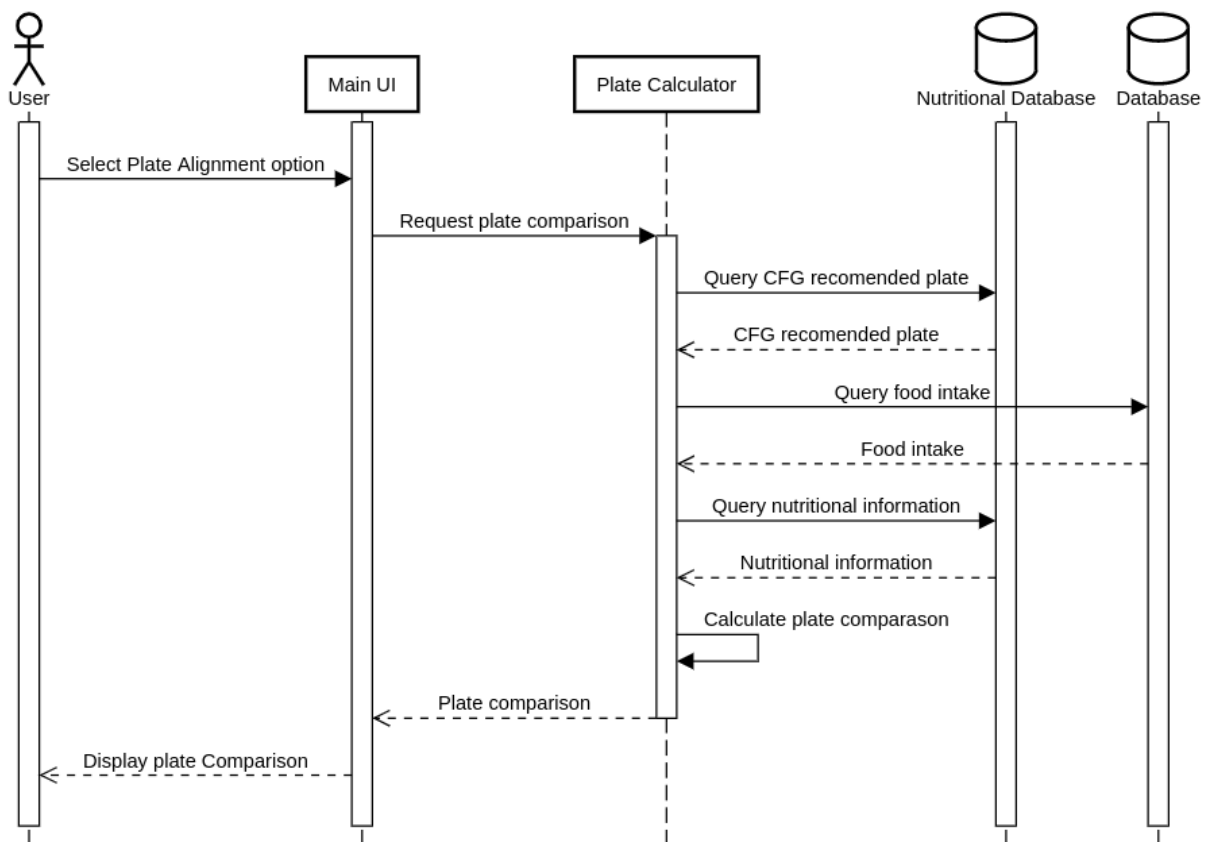 User
Main UI
Plate Calculator
Nutritional Database
Database
Select Plate Alignment option
Request plate comparison
Query CFG recomended plate
CFG recomended plate
Query food intake
Food intake
Query nutritional information
Nutritional information
Calculate plate comparason
Plate comparison
Display plate Comparison